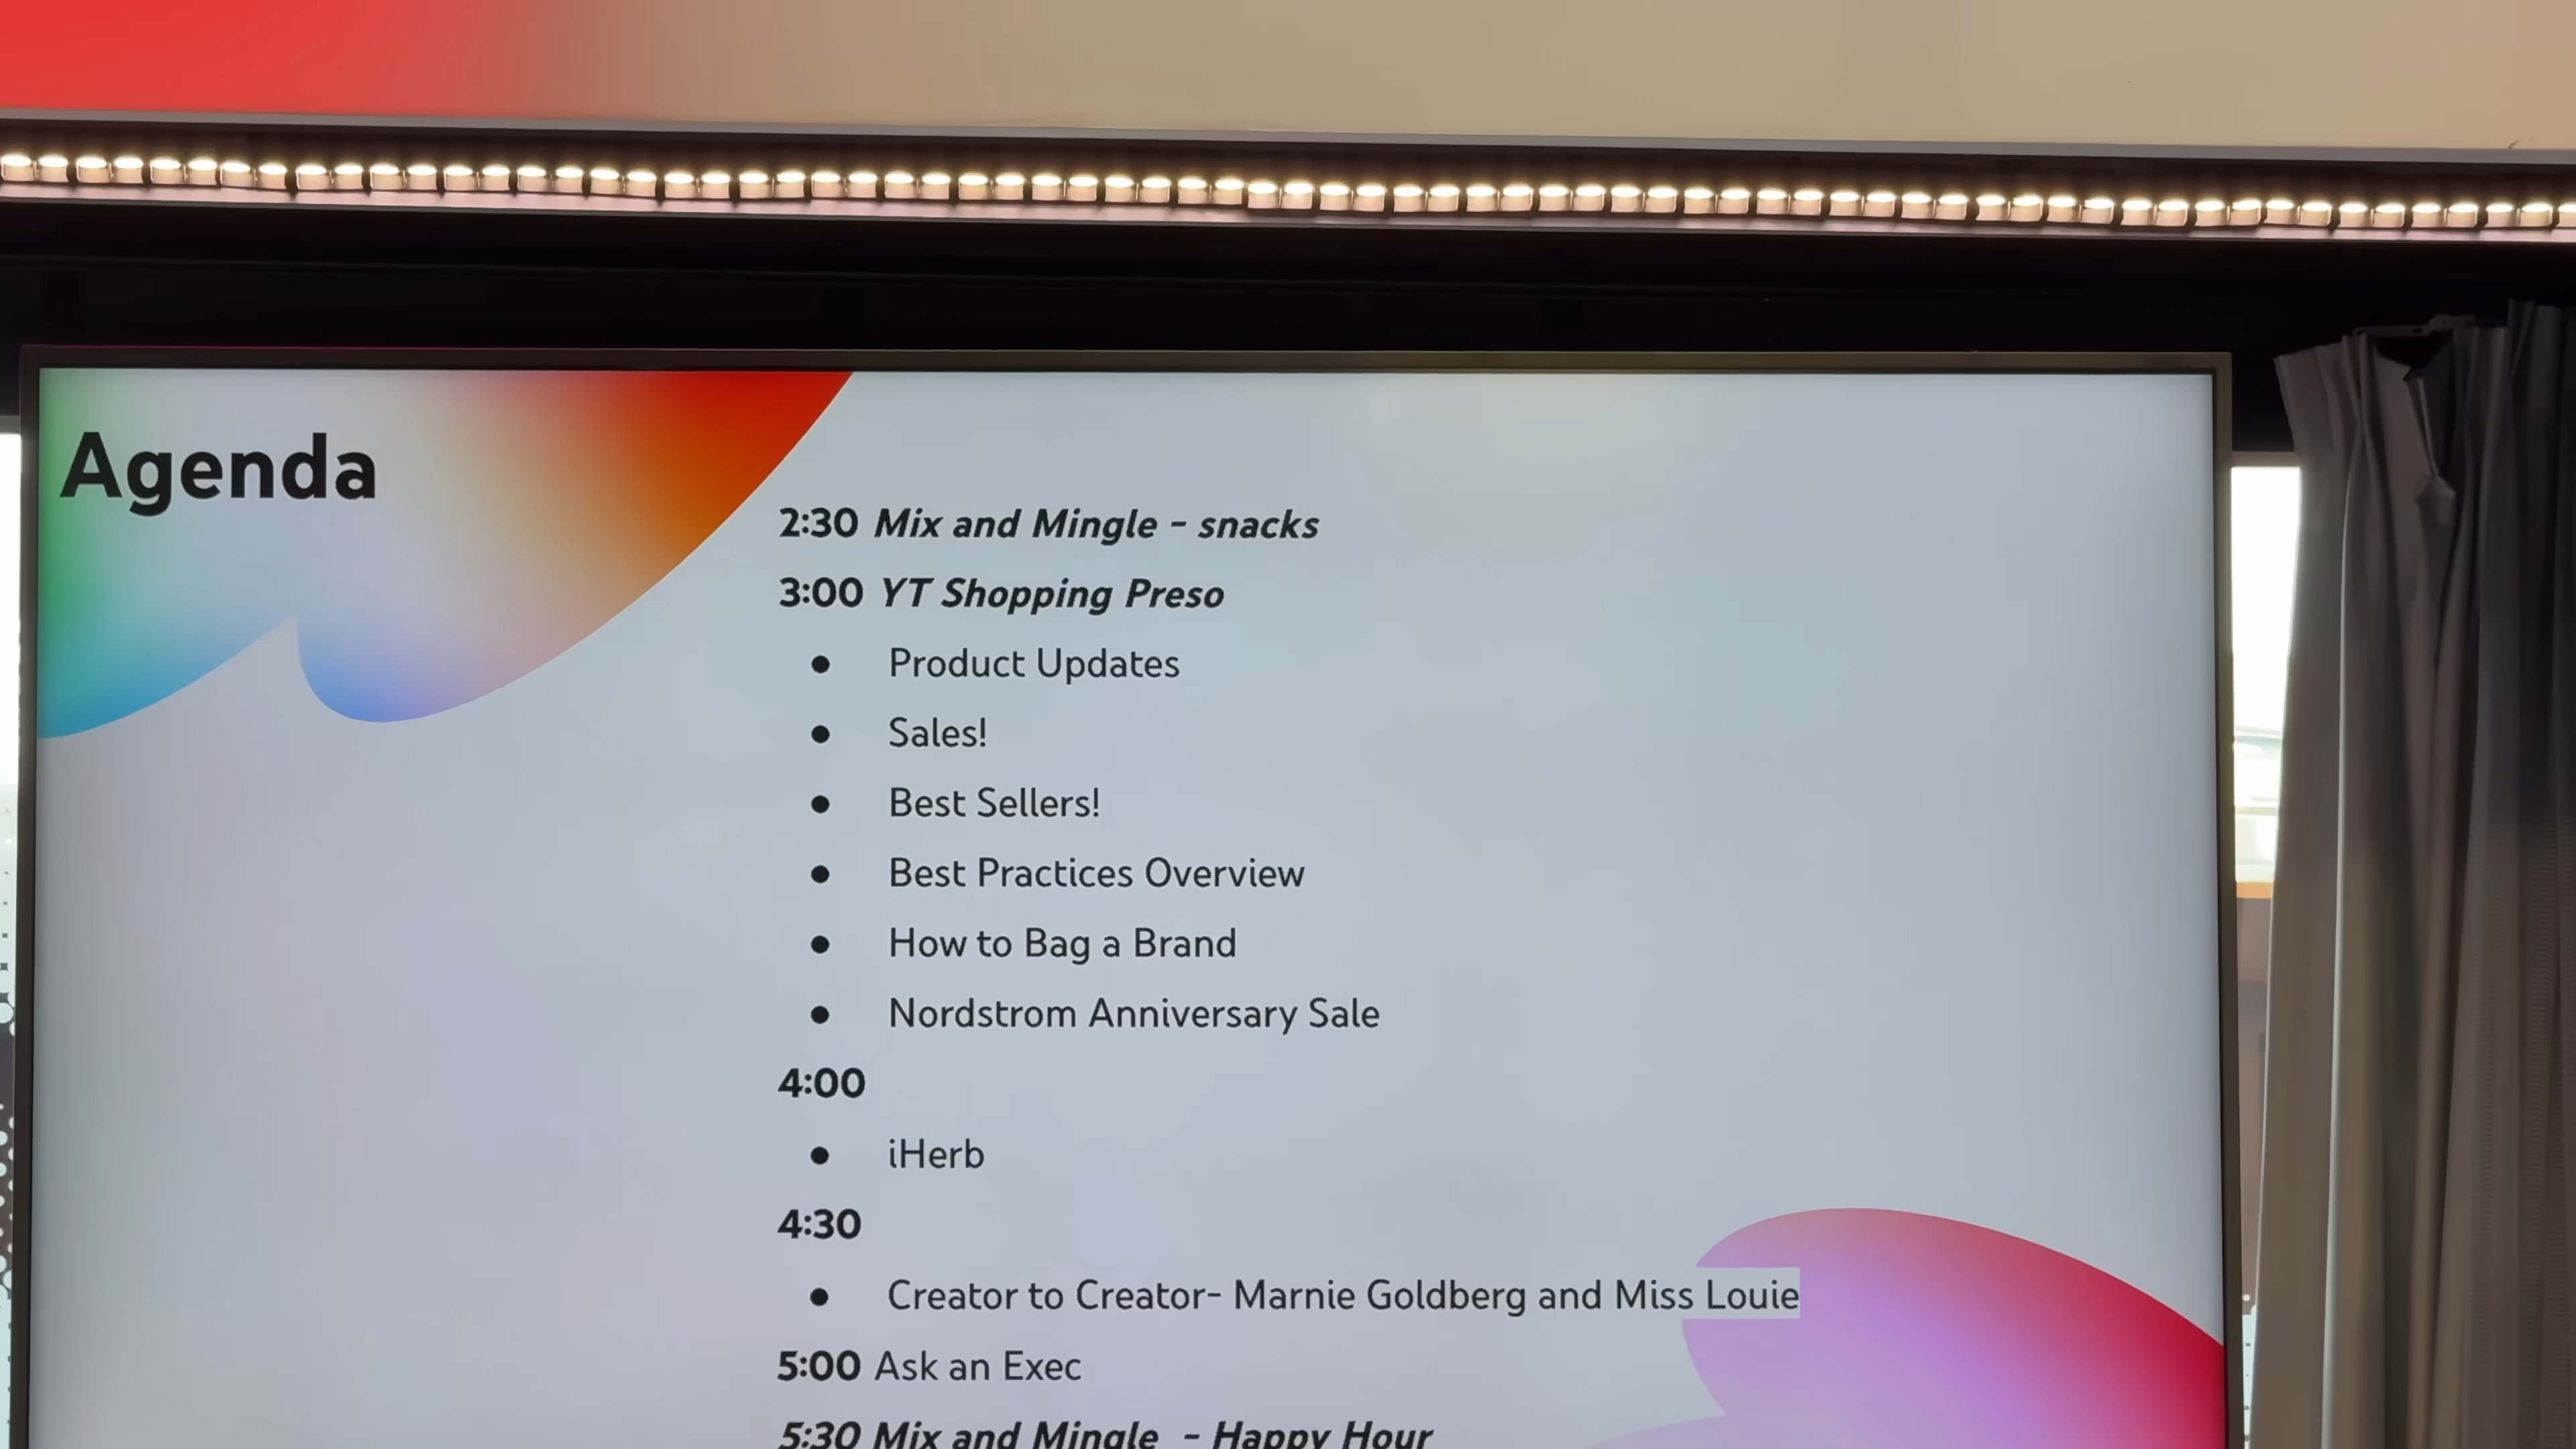 Agenda
2:30 Mix and Mingle - snacks
3:00 YT Shopping Preso
● Product Updates
● Sales!
● Best Sellers!
● Best Practices Overview
● How to Bag a Brand
● Nordstrom Anniversary Sale
4:00
● iHerb
4:30
● Creator to Creator- Marnie Goldberg and Miss Louie
5:00 Ask an Exec
5:30 Mix and Mingle - Happy Hour